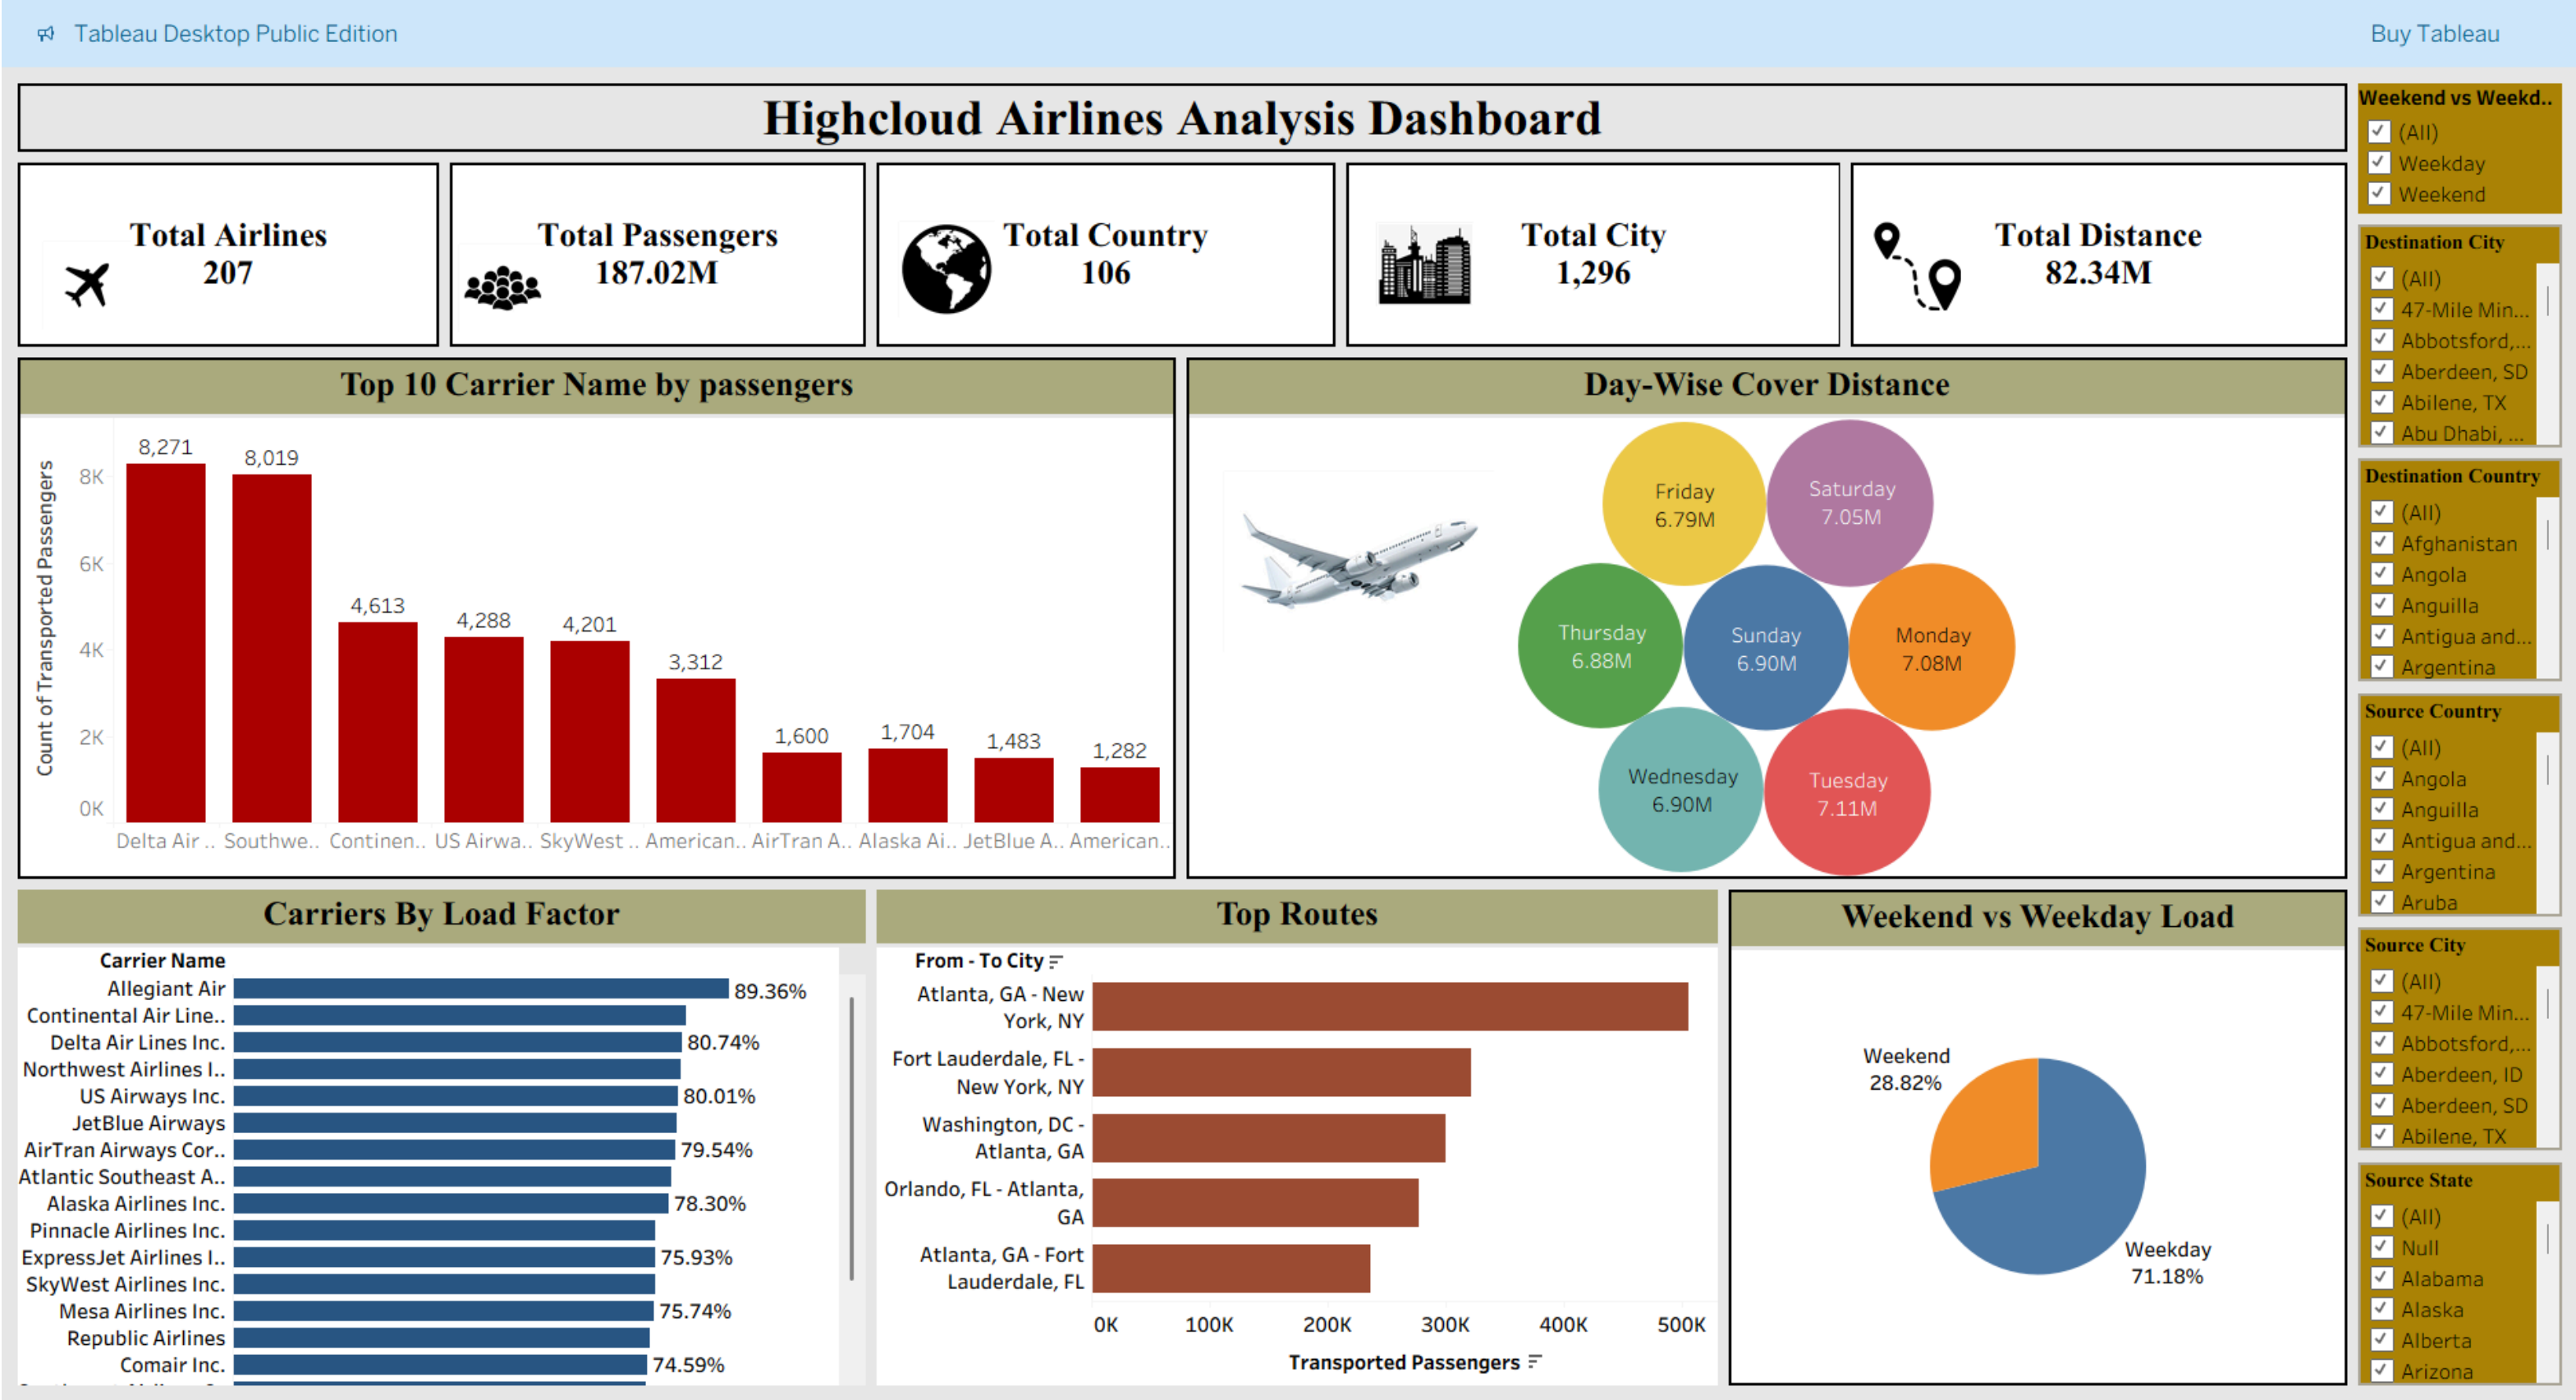 Tableau Desktop Public Edition
Buy Tableau
Highcloud Airlines Analysis Dashboard
Total Airlines
207
Total Passengers
187.02M
Total Country
106
Total City
1,296
Total Distance
82.34M
Top 10 Carrier Name by passengers
Count of Transported Passengers
8K
6K
4K
2K
0K
8,271
8,019
4,613
4,288
4,201
3,312
1,600
1,704
1,483
1,282
Delta Air ..
Southwe..
Continen..
US Airwa..
SkyWest ..
American..
AirTran A..
Alaska Ai..
JetBlue A..
American..
Day-Wise Cover Distance
Friday
6.79M
Saturday
7.05M
Thursday
6.88M
Sunday
6.90M
Monday
7.08M
Wednesday
6.90M
Tuesday
7.11M
Carriers By Load Factor
Carrier Name
Allegiant Air 89.36%
Continental Air Line..
Delta Air Lines Inc. 80.74%
Northwest Airlines I..
US Airways Inc. 80.01%
JetBlue Airways
AirTran Airways Cor.. 79.54%
Atlantic Southeast A..
Alaska Airlines Inc. 78.30%
Pinnacle Airlines Inc.
ExpressJet Airlines I.. 75.93%
SkyWest Airlines Inc.
Mesa Airlines Inc. 75.74%
Republic Airlines
Comair Inc. 74.59%
Top Routes
From - To City
Atlanta, GA - New
York, NY
Fort Lauderdale, FL -
New York, NY
Washington, DC -
Atlanta, GA
Orlando, FL - Atlanta,
GA
Atlanta, GA - Fort
Lauderdale, FL
0K 100K 200K 300K 400K 500K
Transported Passengers
Weekend vs Weekday Load
Weekend
28.82%
Weekday
71.18%
Weekend vs Weekd..
(All)
Weekday
Weekend
Destination City
(All)
47-Mile Min...
Abbotsford,...
Aberdeen, SD
Abilene, TX
Abu Dhabi, ...
Destination Country
(All)
Afghanistan
Angola
Anguilla
Antigua and...
Argentina
Source Country
(All)
Angola
Anguilla
Antigua and...
Argentina
Aruba
Source City
(All)
47-Mile Min...
Abbotsford,...
Aberdeen, ID
Aberdeen, SD
Abilene, TX
Source State
(All)
Null
Alabama
Alaska
Alberta
Arizona